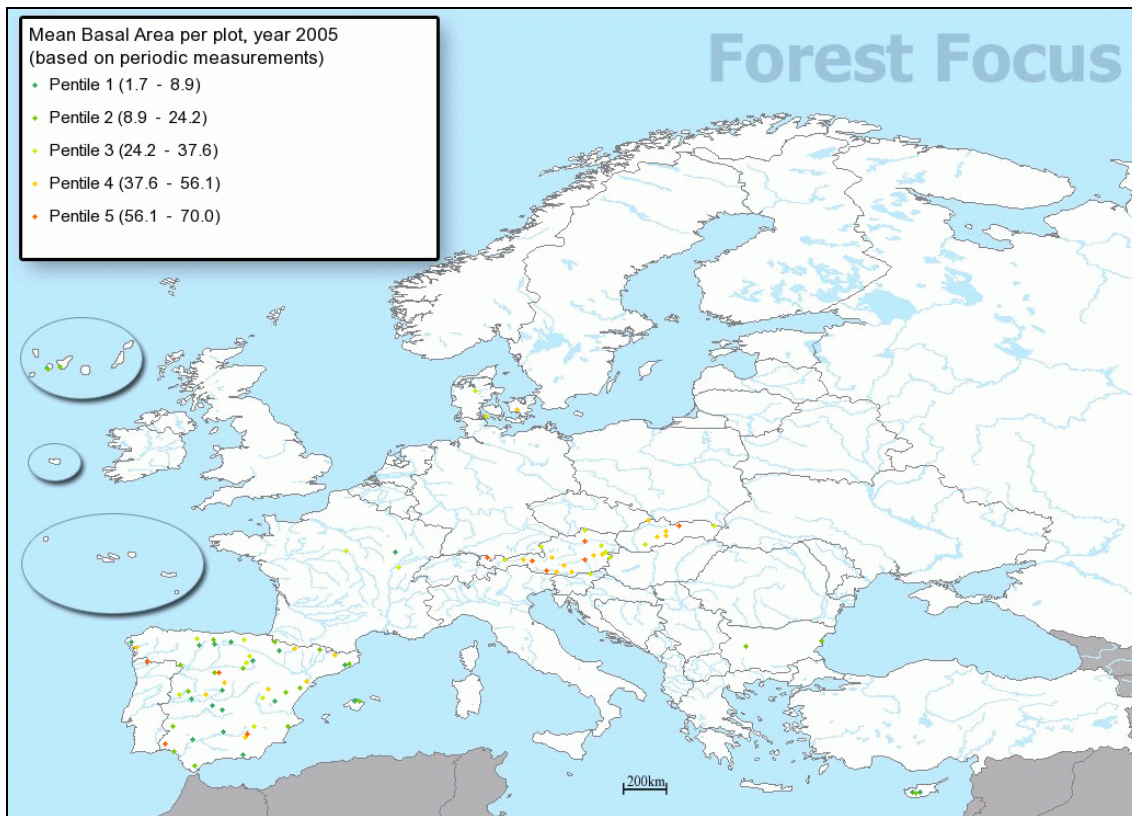 Mean Basal Area per plot, year 2005
(based on periodic measurements)
Pentile 1 (1.7 - 8.9)
Pentile 2 (8.9 - 24.2)
Pentile 3 (24.2 - 37.6)
Pentile 4 (37.6 - 56.1)
Pentile 5 (56.1 - 70.0)
Forest Focus
200km